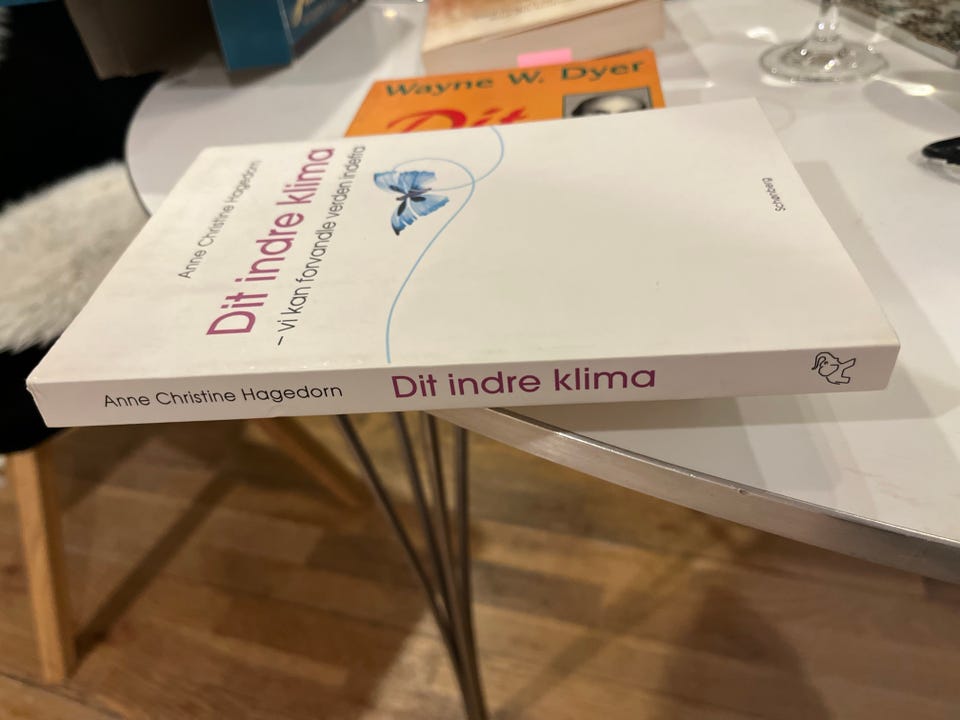 Wayne W. Dyer
Dit
Anne Christine Hagedorn
Dit indre klima
- vi kan forvandle verden indefra
Schønberg
Anne Christine Hagedorn
Dit indre klima